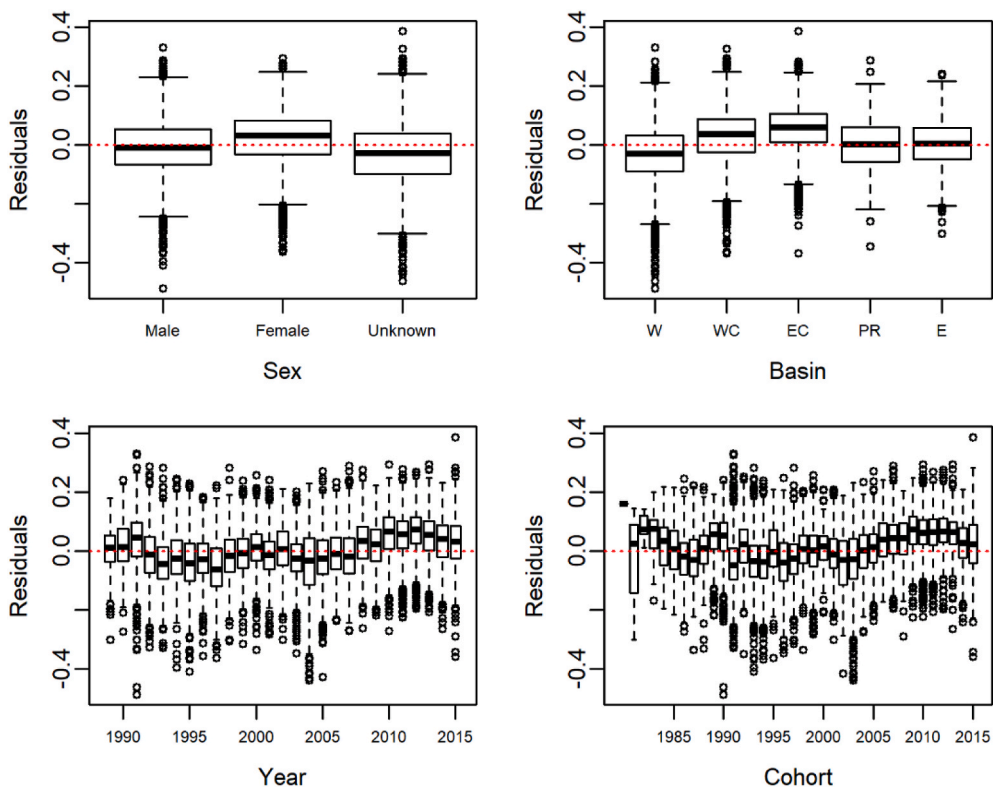 0.4
0.2
0.0
-0.4
Residuals
Male Female Unknown
Sex
0.4
0.2
0.0
-0.4
Residuals
W WC EC PR E
Basin
0.4
0.2
0.0
-0.4
Residuals
1990 1995 2000 2005 2010 2015
Year
0.4
0.2
0.0
-0.4
Residuals
1985 1990 1995 2000 2005 2010 2015
Cohort